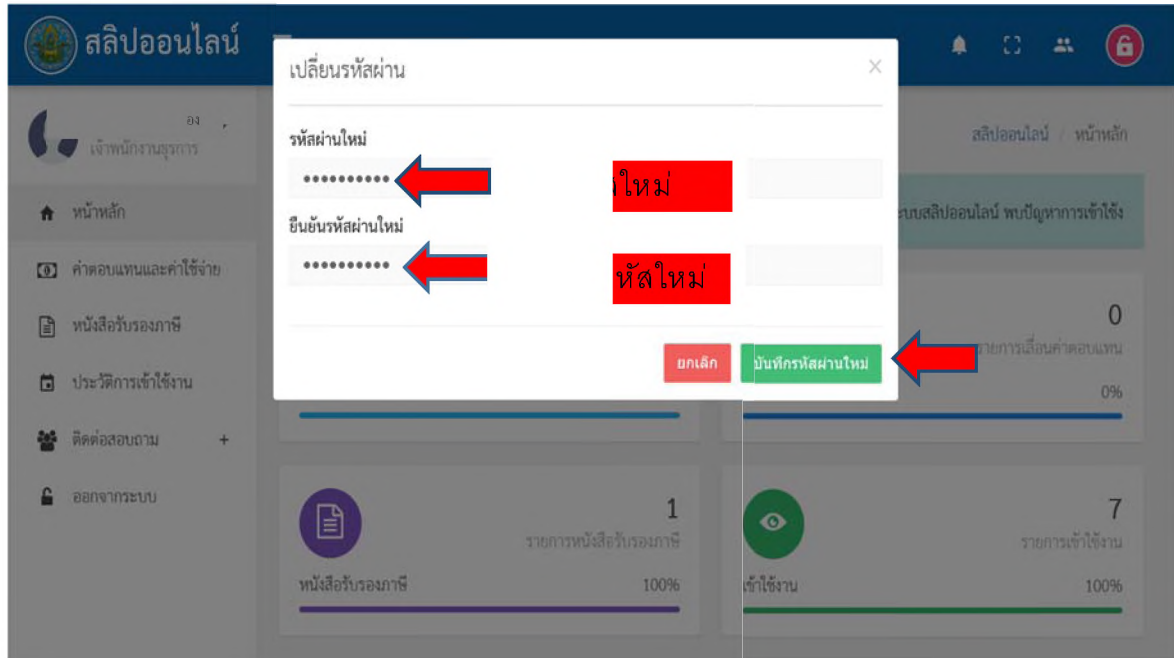 สลิปออนไลน์
เปลี่ยนรหัสผ่าน
×
อง
เจ้าพนักงานธุรการ
สลิปออนไลน์ / หน้าหลัก
รหัสผ่านใหม่
••••••••••
ใหม่
หน้าหลัก
ระบบสลิปออนไลน์ พบปัญหาการเข้าใช้ง
ยืนยันรหัสผ่านใหม่
••••••••••
หัสใหม่
ค่าตอบแทนและค่าใช้จ่าย
หนังสือรับรองภาษี
0
รายการเลื่อนค่าตอบแทน
ยกเลิก
บันทึกรหัสผ่านใหม่
ประวัติการเข้าใช้งาน
0%
ติดต่อสอบถาม +
ออกจากระบบ
1
รายการหนังสือรับรองภาษี
หนังสือรับรองภาษี 100%
7
รายการเข้าใช้งาน
เข้าใช้งาน 100%